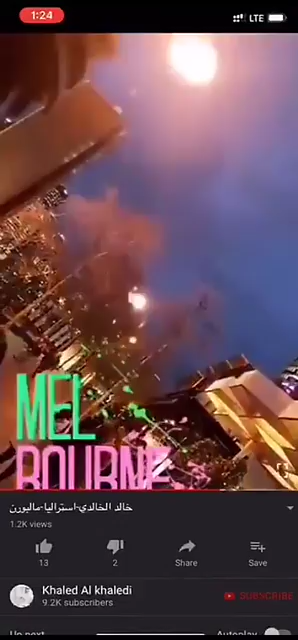 1:24
LTE
MEL
BOURNE
خالد الخالدي-استراليا-مالبورن
1.2K views
13
2
Share
Save
Khaled Al khaledi
9.2K subscribers
SUBSCRIBE
Up next
Autoplay